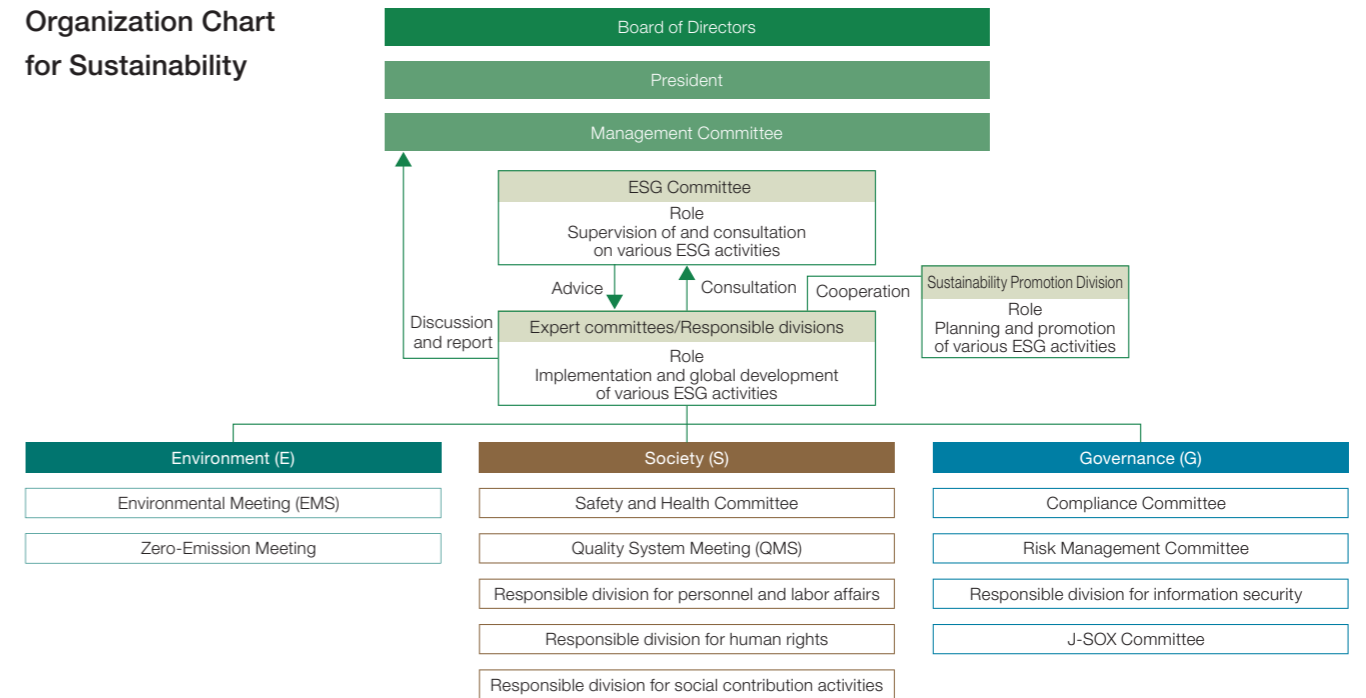 Organization Chart
for Sustainability
Board of Directors
President
Management Committee
ESG Committee
Role
Supervision of and consultation
on various ESG activities
Advice
Consultation
Cooperation
Sustainability Promotion Division
Role
Planning and promotion
of various ESG activities
Discussion
and report
Expert committees/Responsible divisions
Role
Implementation and global development
of various ESG activities
Environment (E)
Environmental Meeting (EMS)
Zero-Emission Meeting
Society (S)
Safety and Health Committee
Quality System Meeting (QMS)
Responsible division for personnel and labor affairs
Responsible division for human rights
Responsible division for social contribution activities
Governance (G)
Compliance Committee
Risk Management Committee
Responsible division for information security
J-SOX Committee